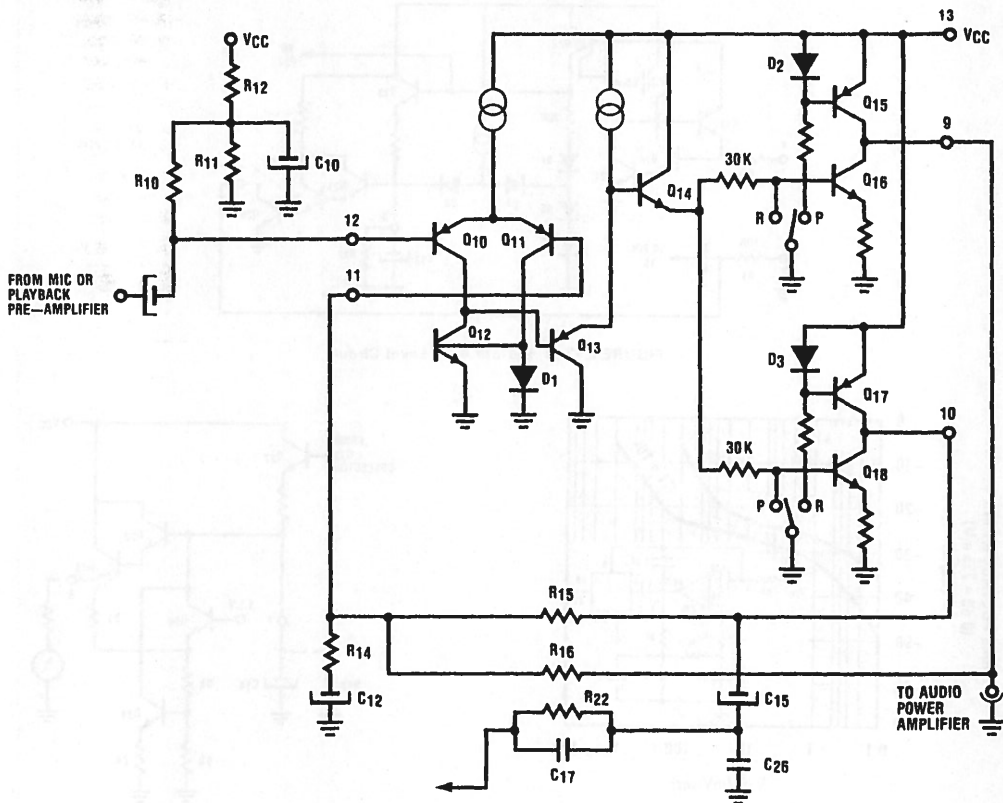 VCC
R12
R11
C10
R10
FROM MIC OR
PLAYBACK
PRE—AMPLIFIER
12
11
Q10
Q11
Q12
D1
Q13
Q14
13
VCC
D2
Q15
9
30K
Q16
R
P
D3
Q17
10
30K
Q18
P
R
R15
R14
R16
C12
R22
C17
C15
C26
TO AUDIO
POWER
AMPLIFIER